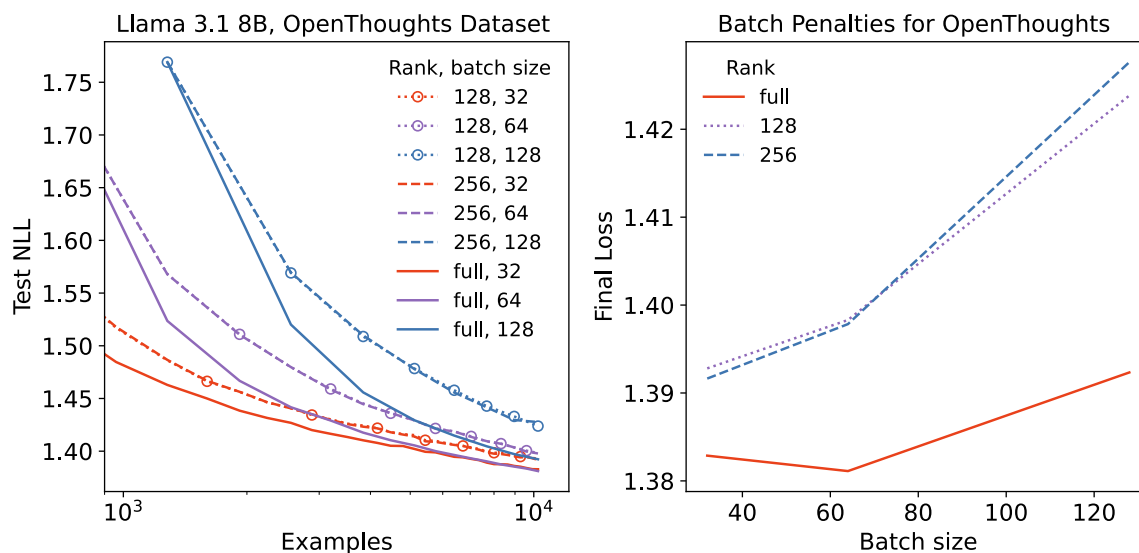 Llama 3.1 8B, OpenThoughts Dataset
Test NLL
1.75
1.70
1.65
1.60
1.55
1.50
1.45
1.40
Rank, batch size
128, 32
128, 64
128, 128
256, 32
256, 64
256, 128
full, 32
full, 64
full, 128
10³
10⁴
Examples
Batch Penalties for OpenThoughts
Final Loss
1.42
1.41
1.40
1.39
1.38
Rank
full
128
256
40
60
80
100
120
Batch size